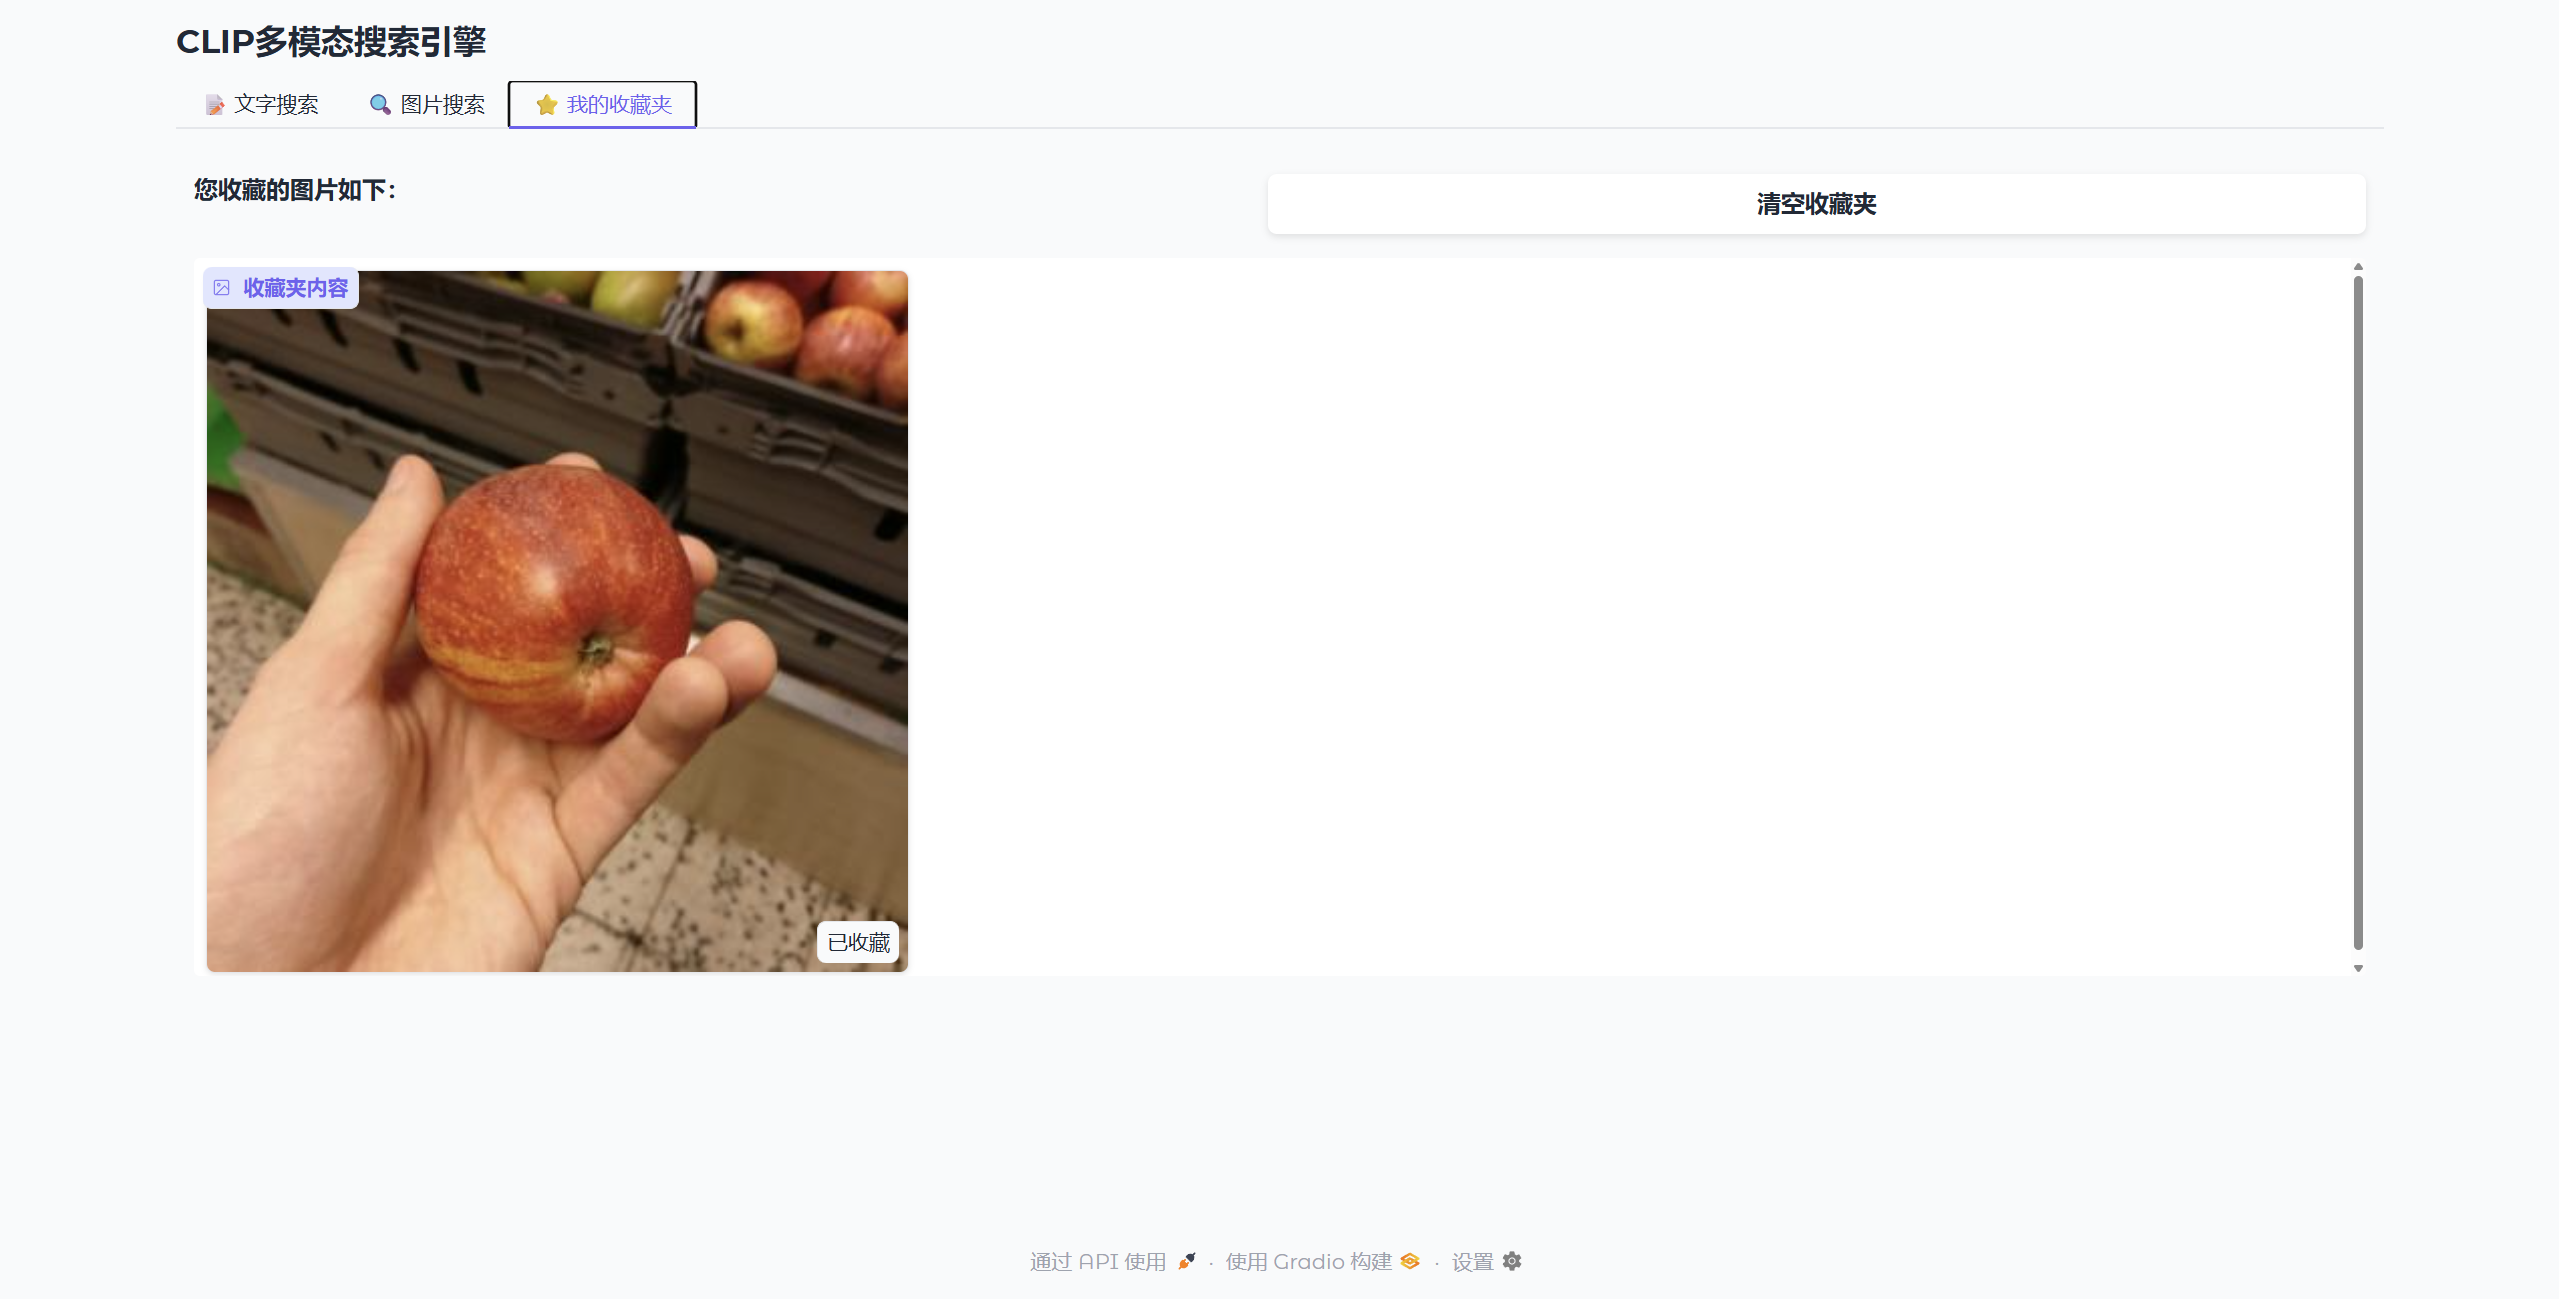 CLIP多模态搜索引擎
文字搜索
图片搜索
我的收藏夹
您收藏的图片如下：
清空收藏夹
收藏夹内容
已收藏
通过 API 使用 · 使用 Gradio 构建 · 设置